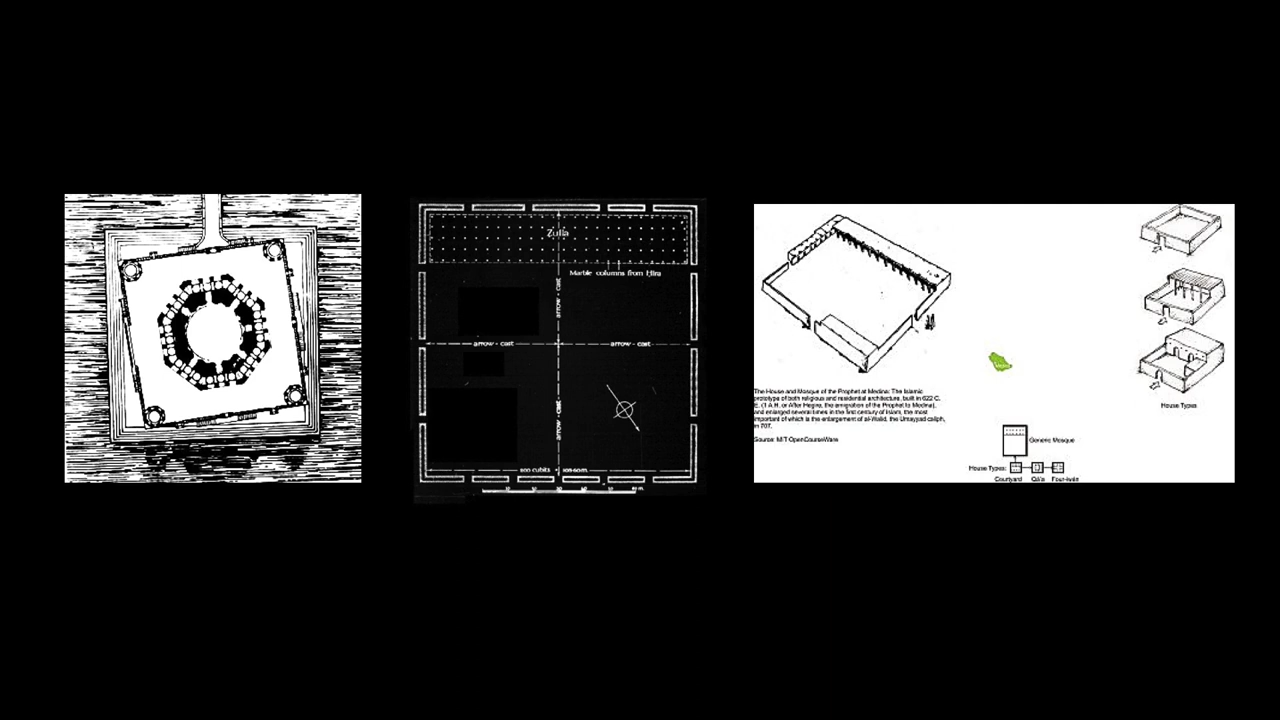 Zulla
Marble columns from Hira
arrow - cast
arrow - cast
arrow - cast
arrow - cast
100 cubits
The House and Mosque of the Prophet at Medina: The Islamic
prototype of both religious and residential architecture, built in 622 C.
E. (1 A.H. or After Hegira, the emigration of the Prophet to Medina),
and enlarged several times in the first century of Islam, the most
important of which is the enlargement of al-Walid, the Umayyad caliph,
in 707.
Source: MIT OpenCourseWare
House Types
Generic Mosque
House Types:
Courtyard Qa'a Four-iwan